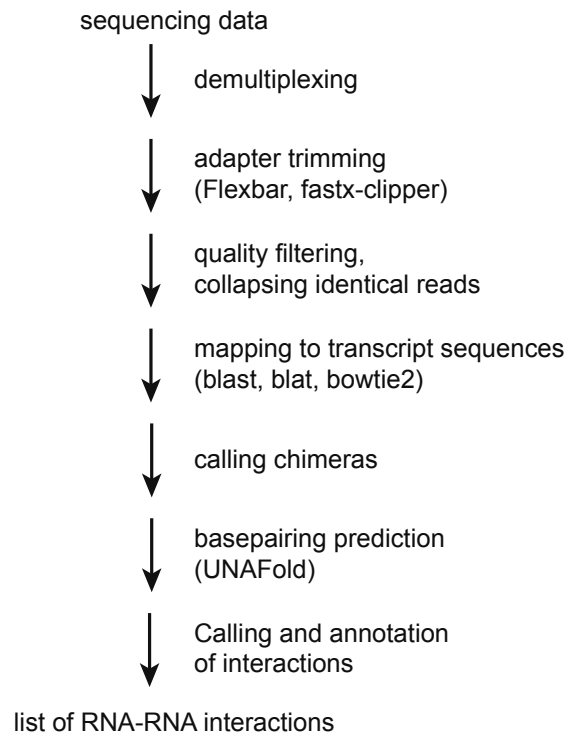 sequencing data
demultiplexing
adapter trimming
(Flexbar, fastx-clipper)
quality filtering,
collapsing identical reads
mapping to transcript sequences
(blast, blat, bowtie2)
calling chimeras
basepairing prediction
(UNAFold)
Calling and annotation
of interactions
list of RNA-RNA interactions